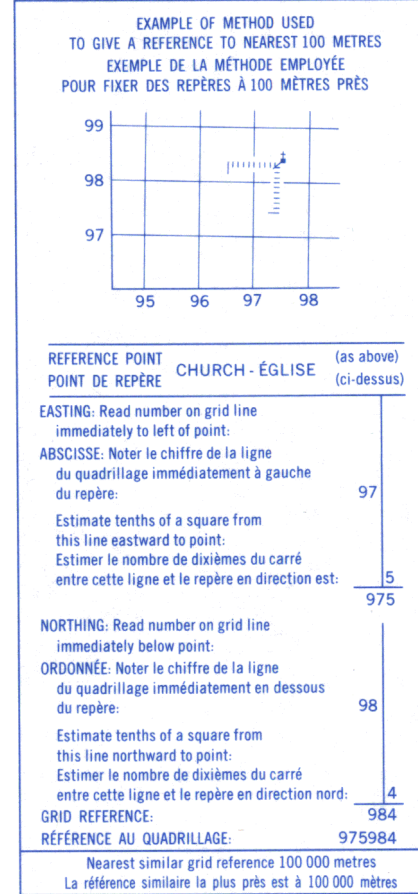 EXAMPLE OF METHOD USED
TO GIVE A REFERENCE TO NEAREST 100 METRES
EXEMPLE DE LA MÉTHODE EMPLOYÉE
POUR FIXER DES REPÈRES À 100 MÈTRES PRÈS
99
98
97
95 96 97 98
REFERENCE POINT
POINT DE REPÈRE
CHURCH - ÉGLISE
(as above)
(ci-dessus)
EASTING: Read number on grid line
immediately to left of point:
ABSCISSE: Noter le chiffre de la ligne
du quadrillage immédiatement à gauche
du repère: 97
Estimate tenths of a square from
this line eastward to point:
Estimer le nombre de dixièmes du carré
entre cette ligne et le repère en direction est: 5
975
NORTHING: Read number on grid line
immediately below point:
ORDONNÉE: Noter le chiffre de la ligne
du quadrillage immédiatement en dessous
du repère: 98
Estimate tenths of a square from
this line northward to point:
Estimer le nombre de dixièmes du carré
entre cette ligne et le repère en direction nord: 4
GRID REFERENCE: 984
RÉFÉRENCE AU QUADRILLAGE: 975984
Nearest similar grid reference 100 000 metres
La référence similaire la plus près est à 100 000 mètres